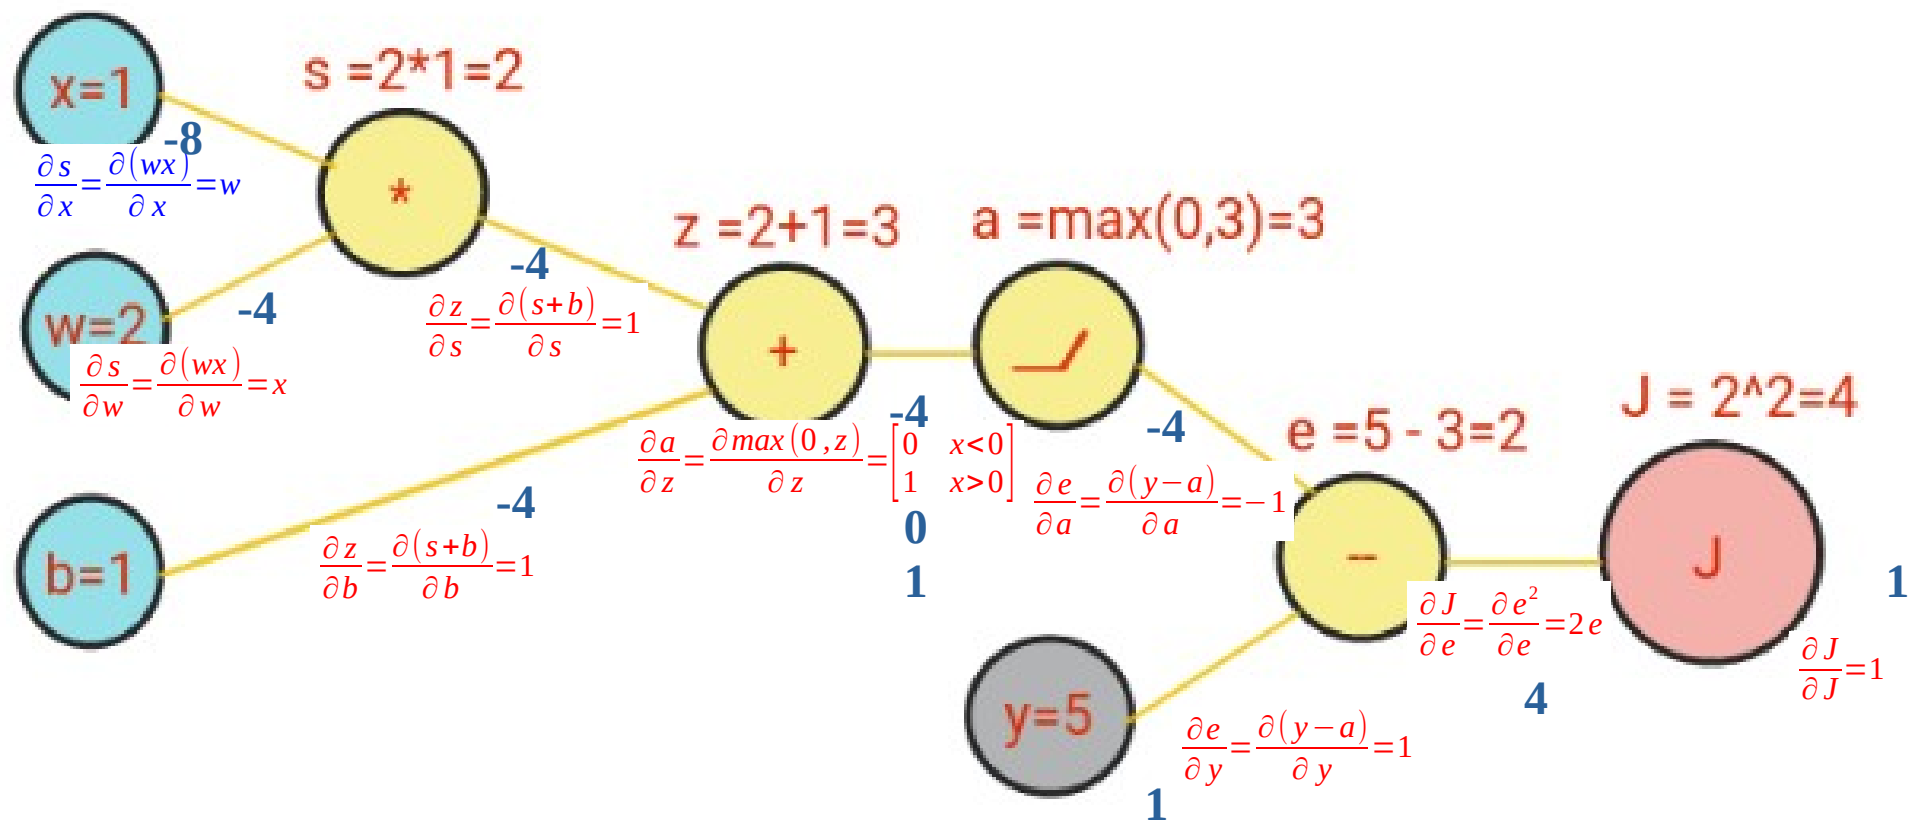 x=1
s =2*1=2
-8
∂s/∂x=∂(wx)/∂x=w
*
w=2
-4
∂s/∂w=∂(wx)/∂w=x
-4
∂z/∂s=∂(s+b)/∂s=1
z =2+1=3
+
a =max(0,3)=3
-4
∂a/∂z=∂max(0,z)/∂z=[0 x<0
1 x>0]
0
1
-4
∂e/∂a=∂(y−a)/∂a=−1
b=1
-4
∂z/∂b=∂(s+b)/∂b=1
e =5 - 3=2
−
J = 2^2=4
J
1
∂J/∂J=1
∂J/∂e=∂e²/∂e=2e
4
y=5
∂e/∂y=∂(y−a)/∂y=1
1